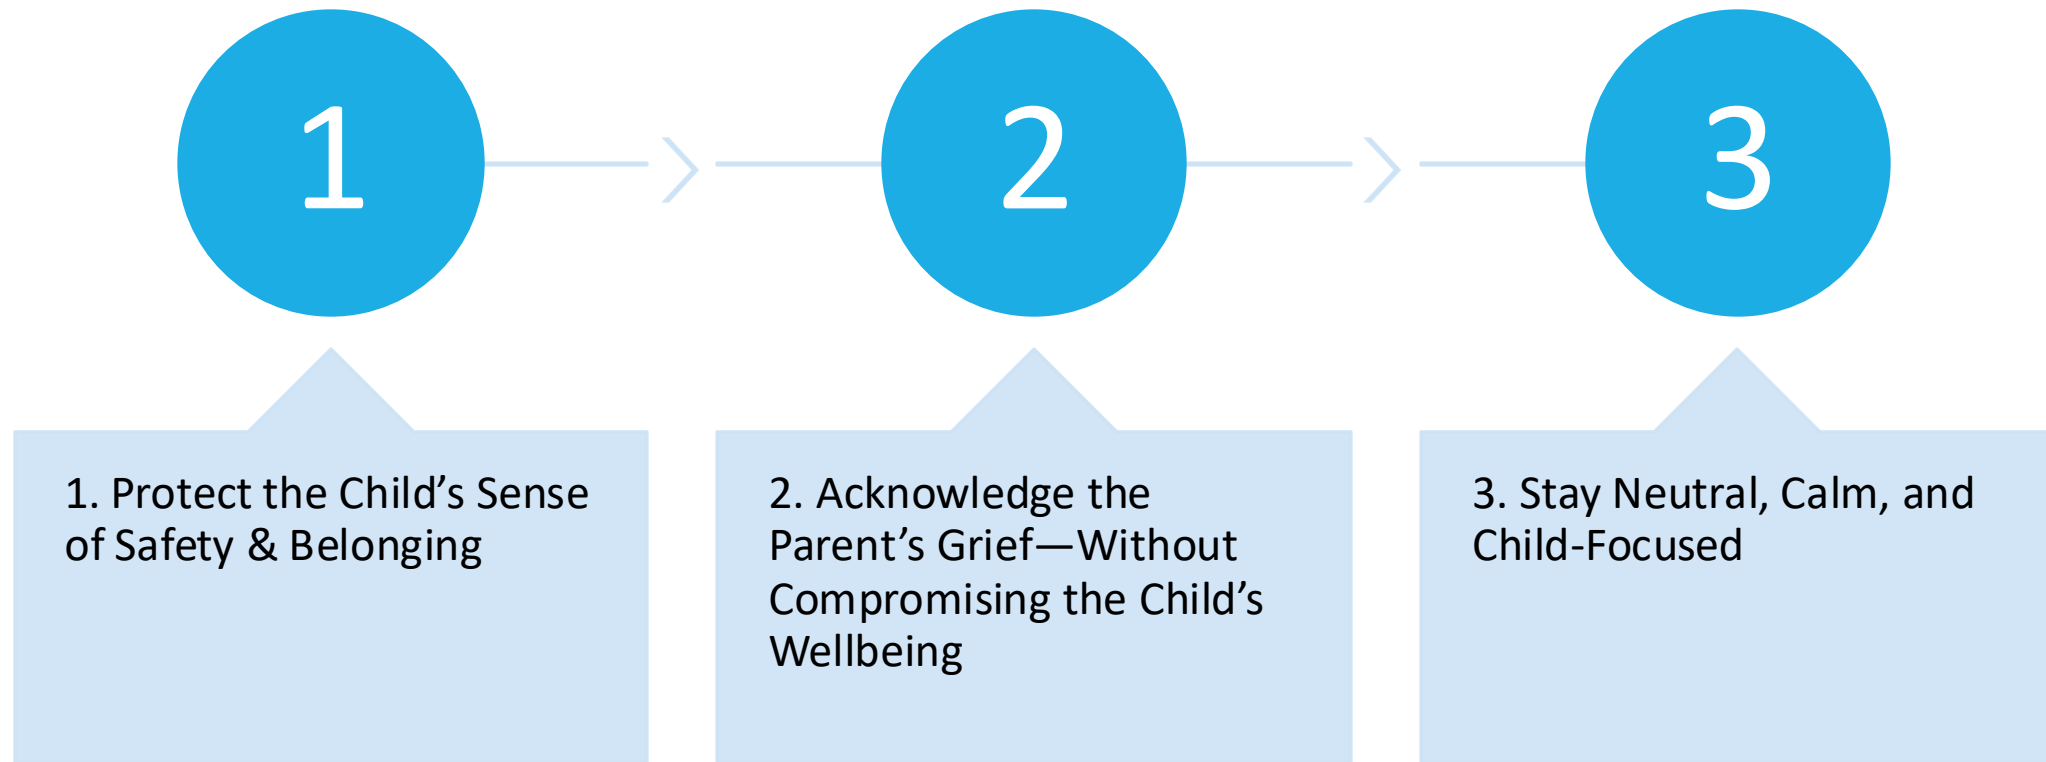 1
2
3
1. Protect the Child’s Sense
of Safety & Belonging
2. Acknowledge the
Parent’s Grief—Without
Compromising the Child’s
Wellbeing
3. Stay Neutral, Calm, and
Child-Focused